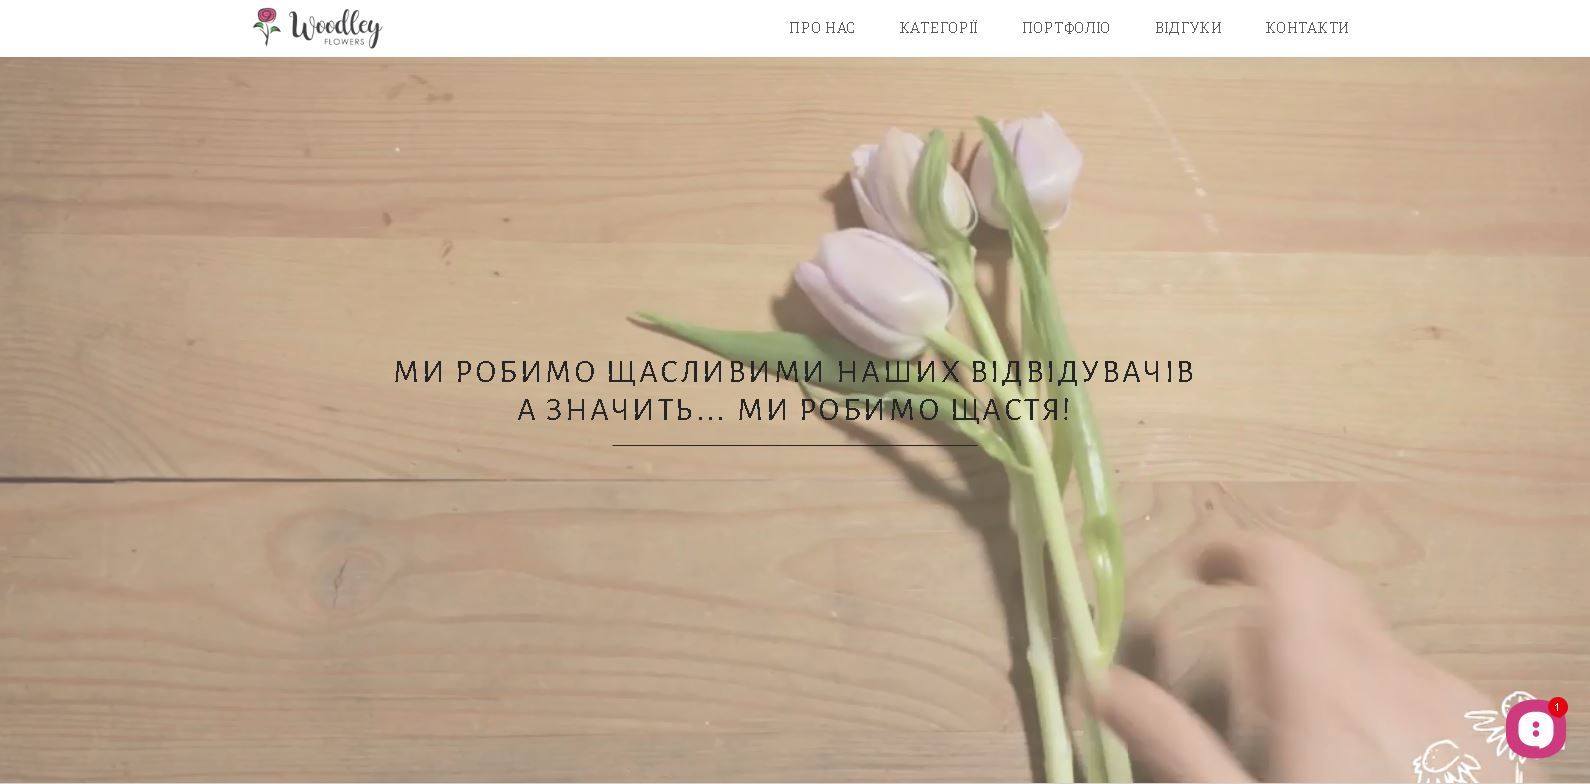 Woodley
FLOWERS
ПРО НАС
КАТЕГОРІЇ
ПОРТФОЛІО
ВІДГУКИ
КОНТАКТИ
МИ РОБИМО ЩАСЛИВИМИ НАШИХ ВІДВІДУВАЧІВ
А ЗНАЧИТЬ... МИ РОБИМО ЩАСТЯ!
1